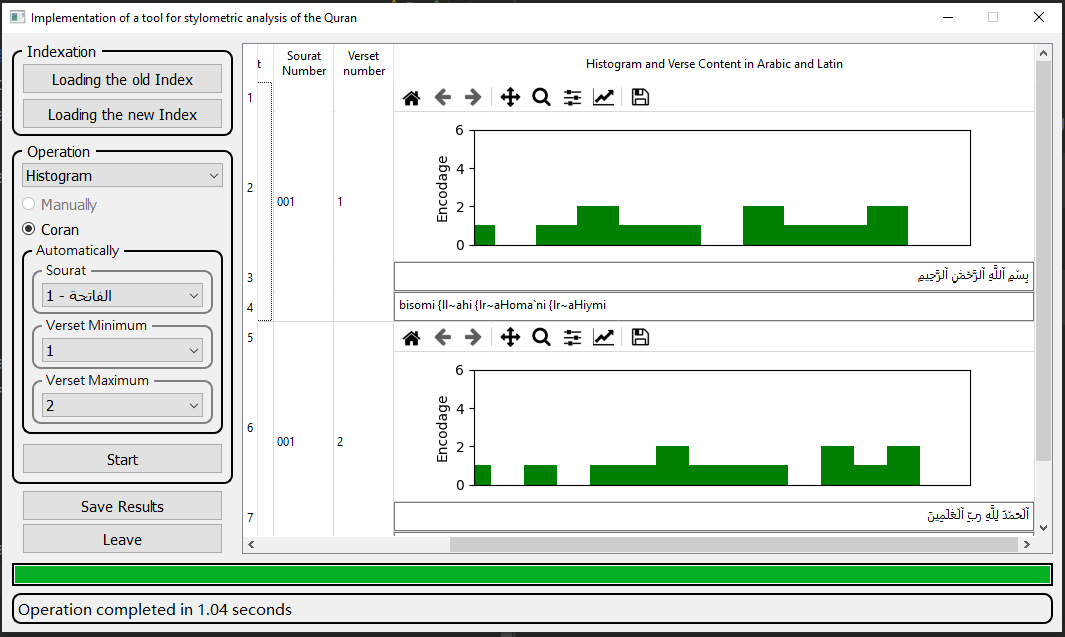 Implementation of a tool for stylometric analysis of the Quran
Indexation
Loading the old Index
Loading the new Index
Operation
Histogram
Manually
Coran
Automatically
Sourat
1 - الفاتحة
Verset Minimum
1
Verset Maximum
2
Start
Save Results
Leave
t
Sourat Number
Verset number
Histogram and Verse Content in Arabic and Latin
1
2
3
4
5
6
7
001
1
6
4
2
0
Encodage
بِسْمِ ٱللَّهِ ٱلرَّحْمَٰنِ ٱلرَّحِيمِ
bisomi {ll~ahi {lr~aHoma`ni {lr~aHiymi
001
2
6
4
2
0
Encodage
ٱلْحَمْدُ لِلَّهِ رَبِّ ٱلْعَٰلَمِينَ
Operation completed in 1.04 seconds